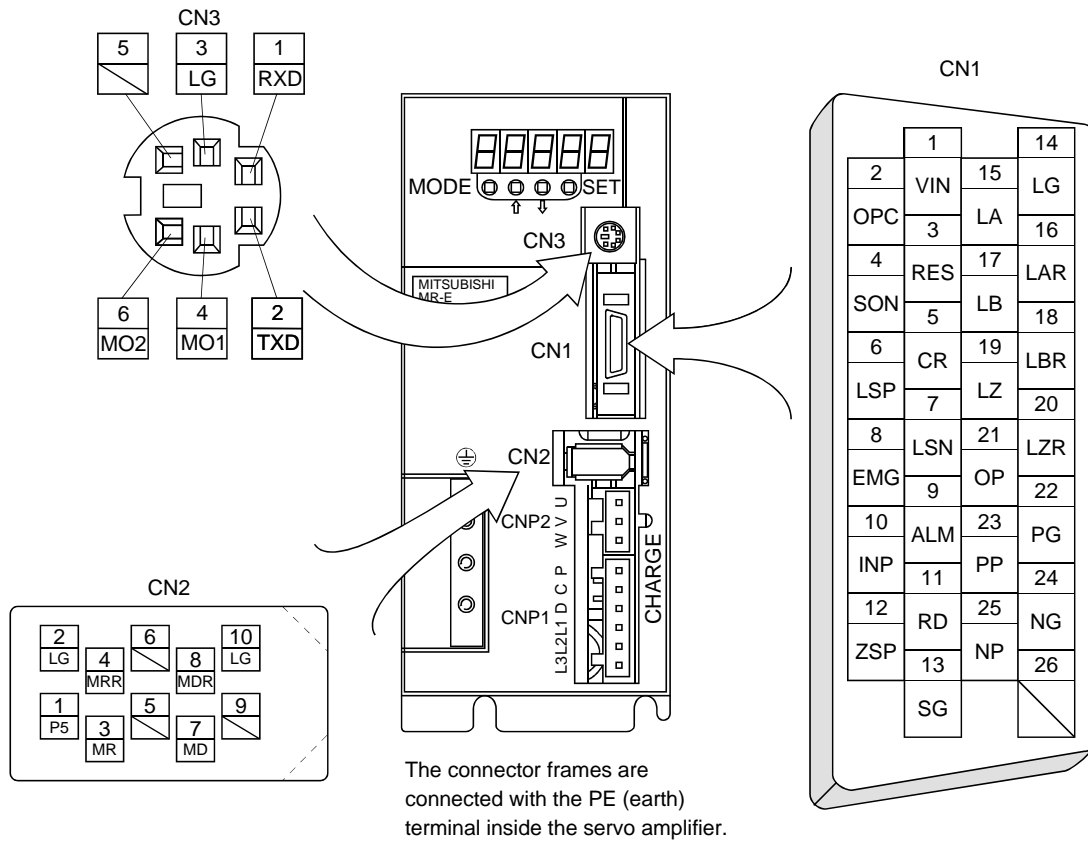 CN3
5 3 1
LG RXD
6 4 2
MO2 MO1 TXD
MODE SET
CN3
MITSUBISHI
MR-E
CN1
CN2
CNP2
U
V
W
CNP1
P
C
D
L1
L2
L3
CHARGE
CN1
1 14
2 VIN 15 LG
OPC 3 LA 16
4 RES 17 LAR
SON 5 LB 18
6 CR 19 LBR
LSP 7 LZ 20
8 LSN 21 LZR
EMG 9 OP 22
10 ALM 23 PG
INP 11 PP 24
12 RD 25 NG
ZSP 13 NP 26
SG
CN2
2 6 10
LG 4 8 LG
MRR MDR
1 5 9
P5 3 7
MR MD
The connector frames are
connected with the PE (earth)
terminal inside the servo amplifier.